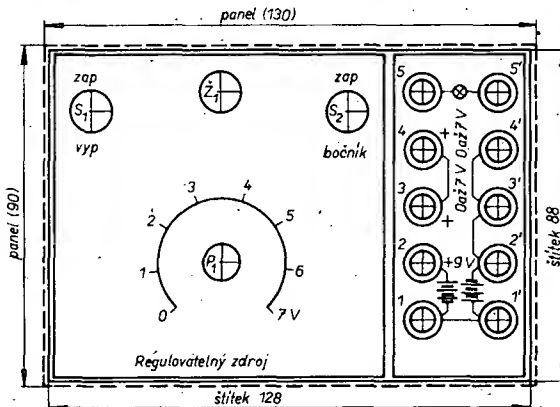 panel (130)
panel (90)
štítek 88
zap
S1
vyp
Ž1
zap
S2
bočník
0
1
2
3
4
5
6
7 V
P1
Regulovatelný zdroj
5
5'
4
+
0 až 7 V
4'
3
+
0 až 7 V
3'
2
+9 V
2'
1
1'
štítek 128